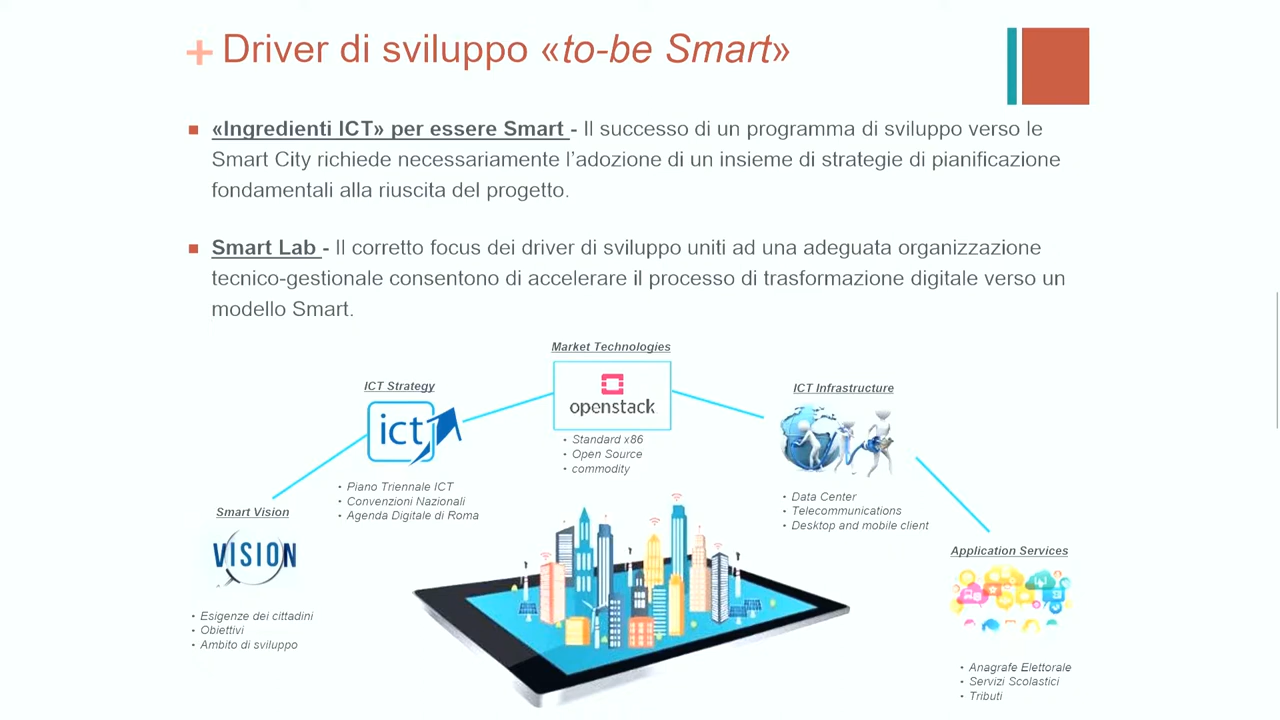 + Driver di sviluppo «to-be Smart»
▪ «Ingredienti ICT» per essere Smart - Il successo di un programma di sviluppo verso le
Smart City richiede necessariamente l’adozione di un insieme di strategie di pianificazione
fondamentali alla riuscita del progetto.
▪ Smart Lab - Il corretto focus dei driver di sviluppo uniti ad una adeguata organizzazione
tecnico-gestionale consentono di accelerare il processo di trasformazione digitale verso un
modello Smart.
Market Technologies
openstack
• Standard x86
• Open Source
• commodity
ICT Strategy
ict
• Piano Triennale ICT
• Convenzioni Nazionali
• Agenda Digitale di Roma
ICT Infrastructure
• Data Center
• Telecommunications
• Desktop and mobile client
Smart Vision
VISION
• Esigenze dei cittadini
• Obiettivi
• Ambito di sviluppo
Application Services
• Anagrafe Elettorale
• Servizi Scolastici
• Tributi